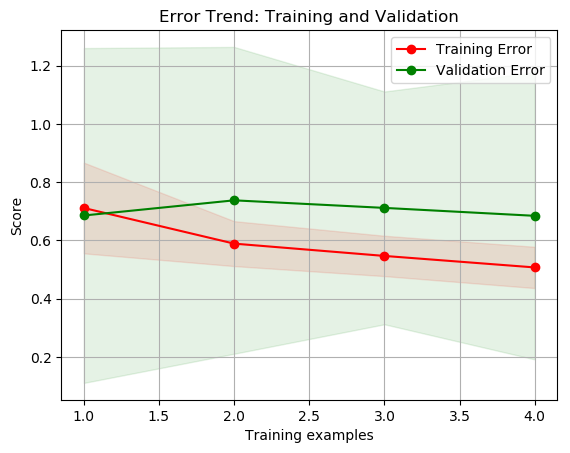 Error Trend: Training and Validation
Training Error
Validation Error
Score
1.2
1.0
0.8
0.6
0.4
0.2
1.0 1.5 2.0 2.5 3.0 3.5 4.0
Training examples